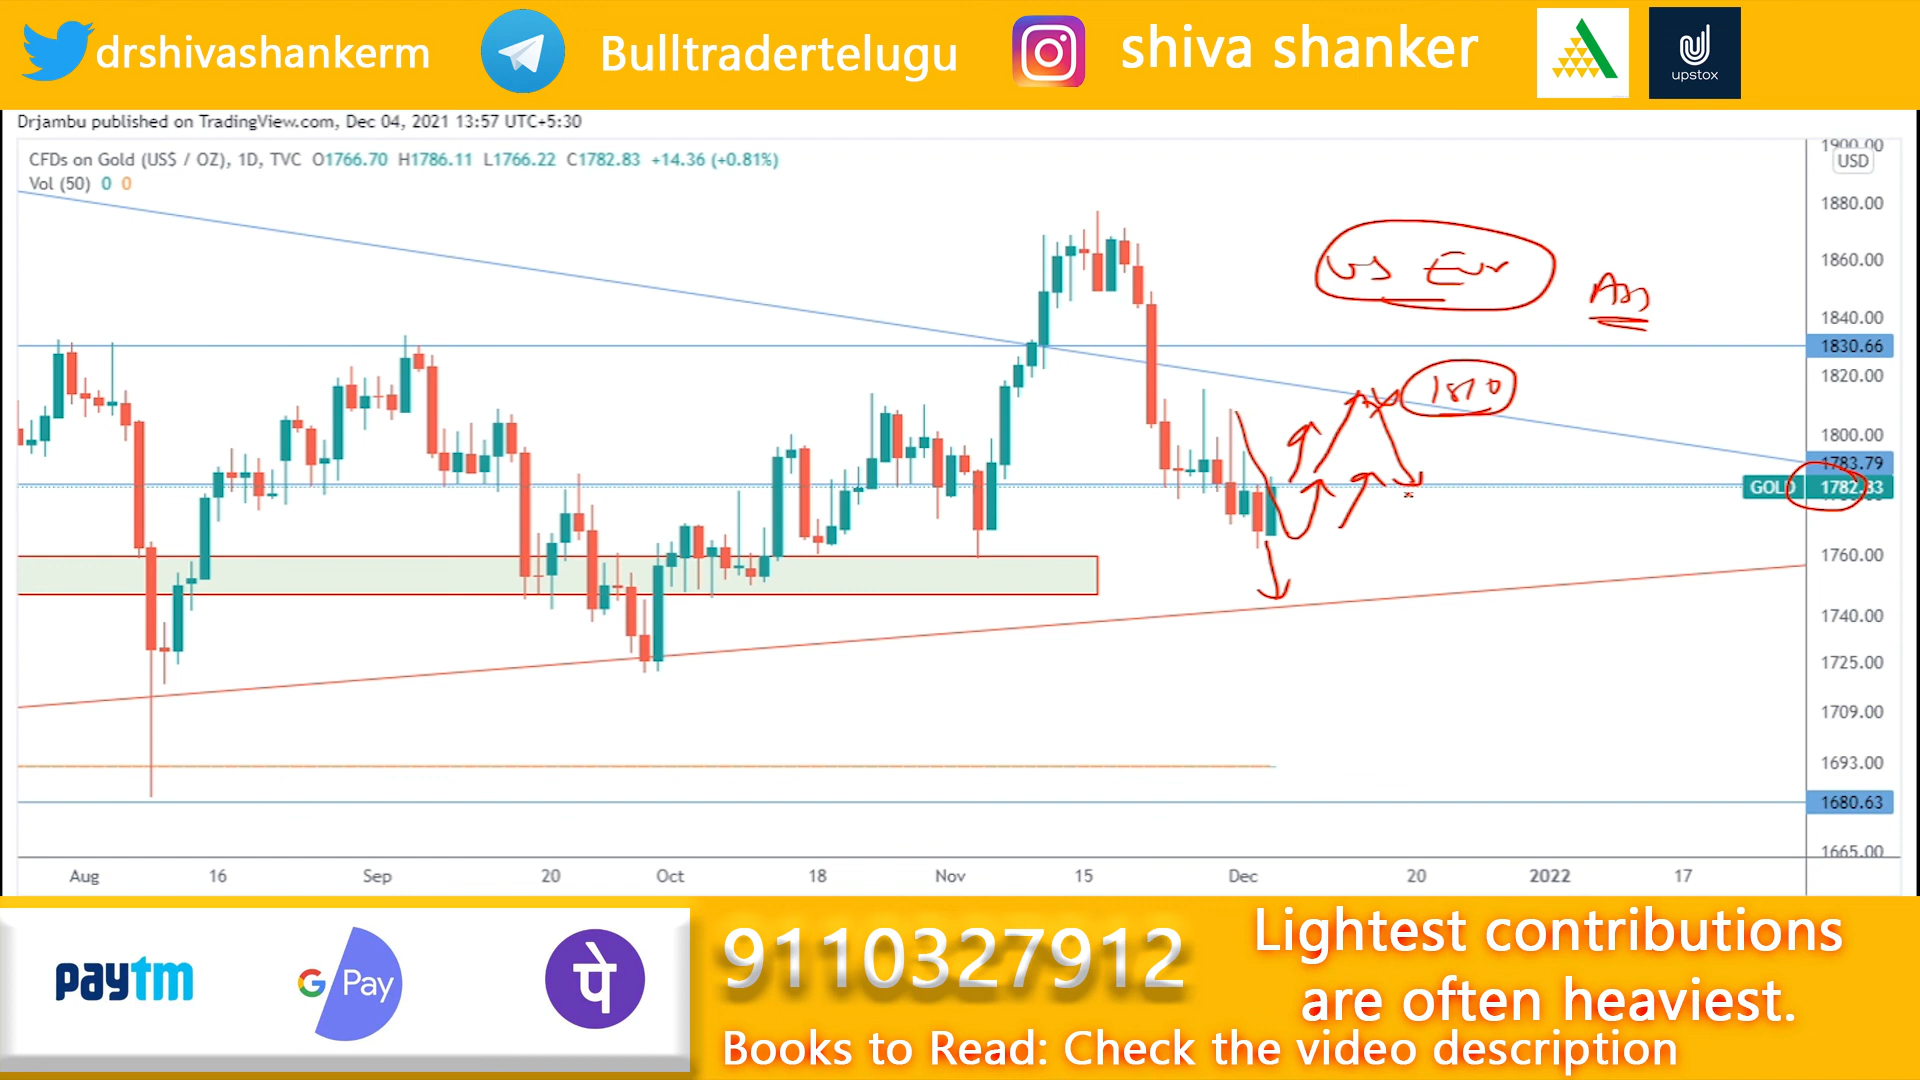 drshivashankerm
Bulltradertelugu
shiva shanker
upstox
Drjambu published on TradingView.com, Dec 04, 2021 13:57 UTC+5:30
CFDs on Gold (US$ / OZ), 1D, TVC O1766.70 H1786.11 L1766.22 C1782.83 +14.36 (+0.81%)
Vol (50) 0 0
1900.00
USD
1880.00
1860.00
US Eur
1840.00
1830.66
1820.00
1810
1800.00
1783.79
GOLD 1782.83
1760.00
1740.00
1725.00
1709.00
1693.00
1680.63
1665.00
Aug 16 Sep 20 Oct 18 Nov 15 Dec 20 2022 17
paytm
G Pay
पे
9110327912
Lightest contributions
are often heaviest.
Books to Read: Check the video description